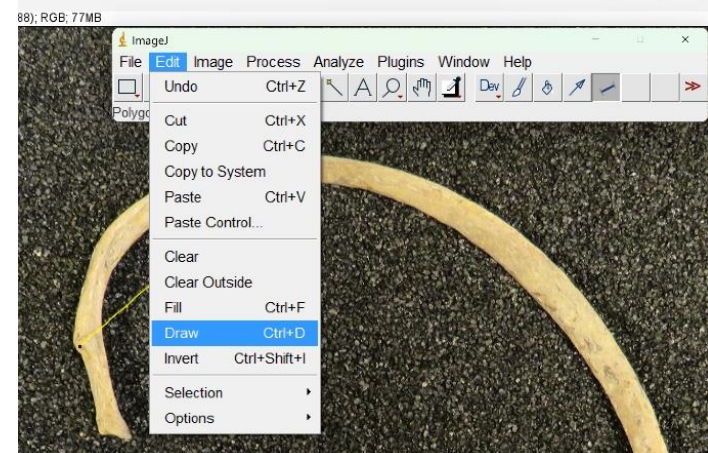 88); RGB; 77MB
ImageJ
File Edit Image Process Analyze Plugins Window Help
Dev
Polygo
Undo Ctrl+Z
Cut Ctrl+X
Copy Ctrl+C
Copy to System
Paste Ctrl+V
Paste Control...
Clear
Clear Outside
Fill Ctrl+F
Draw Ctrl+D
Invert Ctrl+Shift+I
Selection
Options